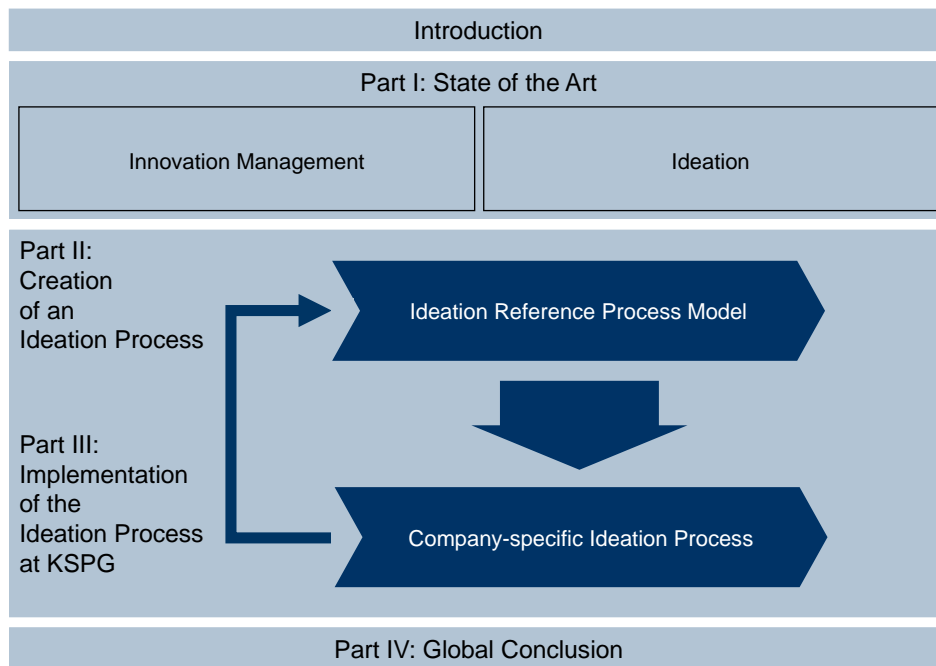 Introduction
Part I: State of the Art
Innovation Management
Ideation
Part II:
Creation
of an
Ideation Process
Ideation Reference Process Model
Part III:
Implementation
of the
Ideation Process
at KSPG
Company-specific Ideation Process
Part IV: Global Conclusion